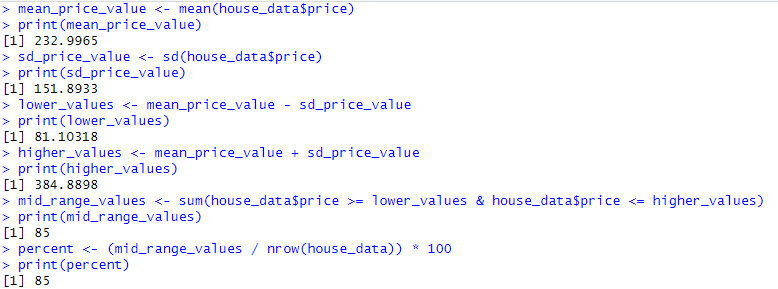 > mean_price_value <- mean(house_data$price)
> print(mean_price_value)
[1] 232.9965
> sd_price_value <- sd(house_data$price)
> print(sd_price_value)
[1] 151.8933
> lower_values <- mean_price_value - sd_price_value
> print(lower_values)
[1] 81.10318
> higher_values <- mean_price_value + sd_price_value
> print(higher_values)
[1] 384.8898
> mid_range_values <- sum(house_data$price >= lower_values & house_data$price <= higher_values)
> print(mid_range_values)
[1] 85
> percent <- (mid_range_values / nrow(house_data)) * 100
> print(percent)
[1] 85